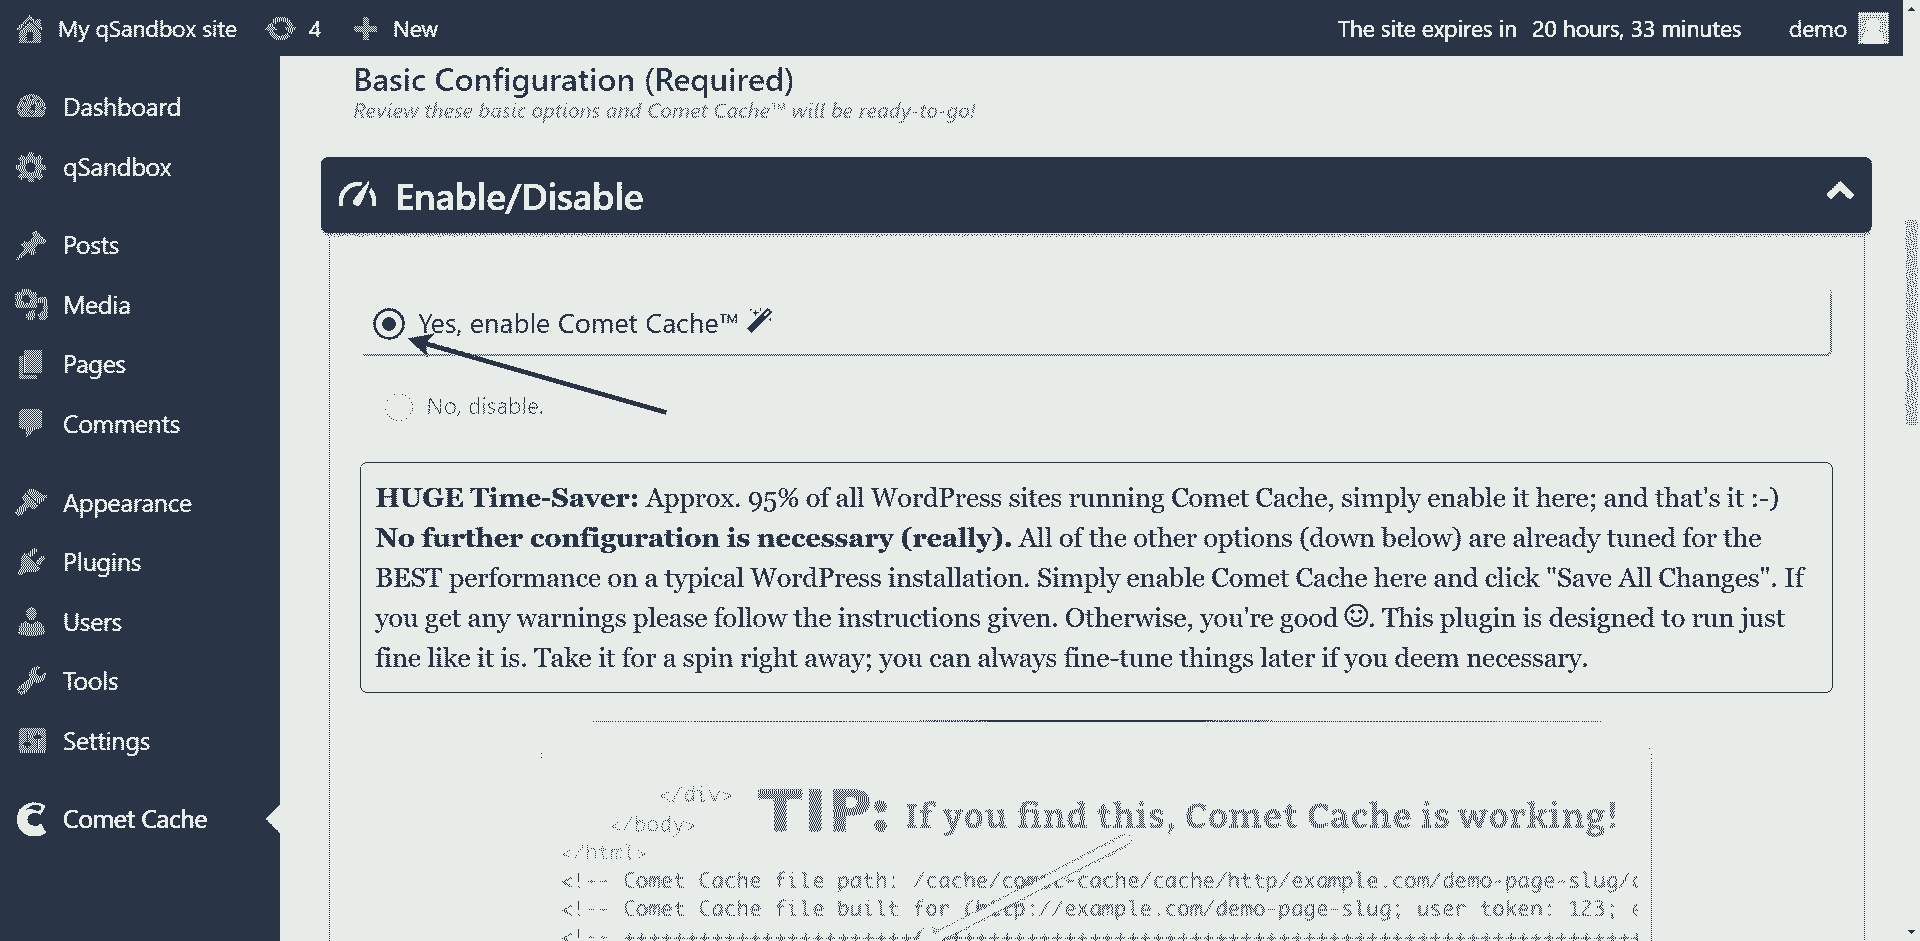 My qSandbox site 4 New The site expires in 20 hours, 33 minutes demo
Dashboard
qSandbox
Posts
Media
Pages
Comments
Appearance
Plugins
Users
Tools
Settings
Comet Cache
Basic Configuration (Required)
Review these basic options and Comet Cache™ will be ready-to-go!
Enable/Disable
Yes, enable Comet Cache™
No, disable.
HUGE Time-Saver: Approx. 95% of all WordPress sites running Comet Cache, simply enable it here; and that's it :-)
No further configuration is necessary (really). All of the other options (down below) are already tuned for the
BEST performance on a typical WordPress installation. Simply enable Comet Cache here and click "Save All Changes". If
you get any warnings please follow the instructions given. Otherwise, you're good ☺. This plugin is designed to run just
fine like it is. Take it for a spin right away; you can always fine-tune things later if you deem necessary.
TIP: If you find this, Comet Cache is working!
</div>
</body>
</html>
<!-- Comet Cache file path: /cache/comet-cache/cache/http/example.com/demo-page-slug/
<!-- Comet Cache file built for (http://example.com/demo-page-slug; user token: 123;
<!--